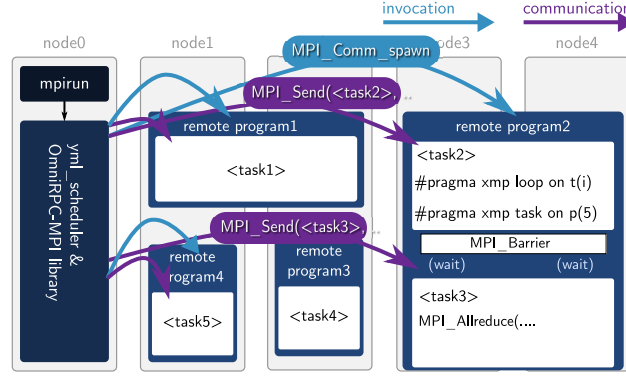 invocation
communication
node0
node1
node3
node4
MPI_Comm_spawn
mpirun
MPI_Send(<task2>, ..
remote program1
remote program2
yml_scheduler &
OmniRPC-MPI library
<task1>
<task2>
#pragma xmp loop on t(i)
#pragma xmp task on p(5)
MPI_Send(<task3>, ..
MPI_Barrier
remote
rogram4
remote
program3
(wait)
(wait)
<task5>
<task4>
<task3>
MPI_Allreduce(....